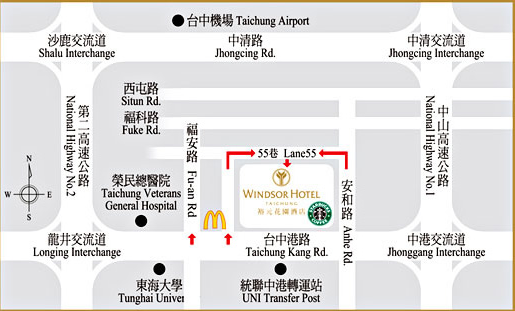 台中機場 Taichung Airport
沙鹿交流道
Shalu Interchange
中清路
Jhongcing Rd.
中清交流道
Jhongcing Interchange
西屯路
Situn Rd.
福科路
Fuke Rd.
第二高速公路
National Highway No.2
福安路
Fu-an Rd
55巷 Lane55
中山高速公路
National Highway No.1
N
W
E
S
榮民總醫院
Taichung Veterans
General Hospital
WINDSOR HOTEL
TAICHUNG
裕元花園酒店
STARBUCKS COFFEE
安和路
Anhe Rd.
龍井交流道
Longing Interchange
台中港路
Taichung Kang Rd.
中港交流道
Jhonggang Interchange
東海大學
Tunghai Univer
統聯中港轉運站
UNI Transfer Post